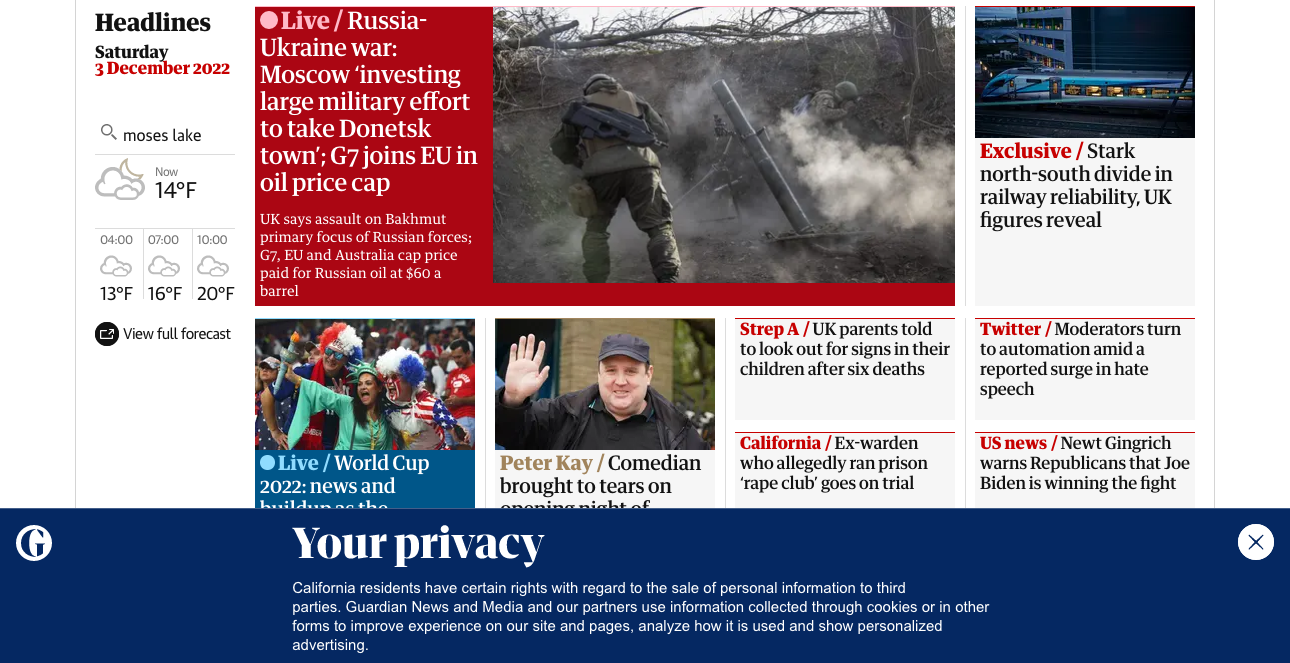 Headlines
Saturday
3 December 2022
moses lake
Now
14°F
04:00
07:00
10:00
13°F
16°F
20°F
View full forecast
Live / Russia-
Ukraine war:
Moscow ‘investing
large military effort
to take Donetsk
town’; G7 joins EU in
oil price cap
UK says assault on Bakhmut
primary focus of Russian forces;
G7, EU and Australia cap price
paid for Russian oil at $60 a
barrel
Exclusive / Stark
north-south divide in
railway reliability, UK
figures reveal
Live / World Cup
2022: news and
buildup as the
Peter Kay / Comedian
brought to tears on
opening night of
Strep A / UK parents told
to look out for signs in their
children after six deaths
California / Ex-warden
who allegedly ran prison
‘rape club’ goes on trial
Twitter / Moderators turn
to automation amid a
reported surge in hate
speech
US news / Newt Gingrich
warns Republicans that Joe
Biden is winning the fight
G
Your privacy
California residents have certain rights with regard to the sale of personal information to third
parties. Guardian News and Media and our partners use information collected through cookies or in other
forms to improve experience on our site and pages, analyze how it is used and show personalized
advertising.